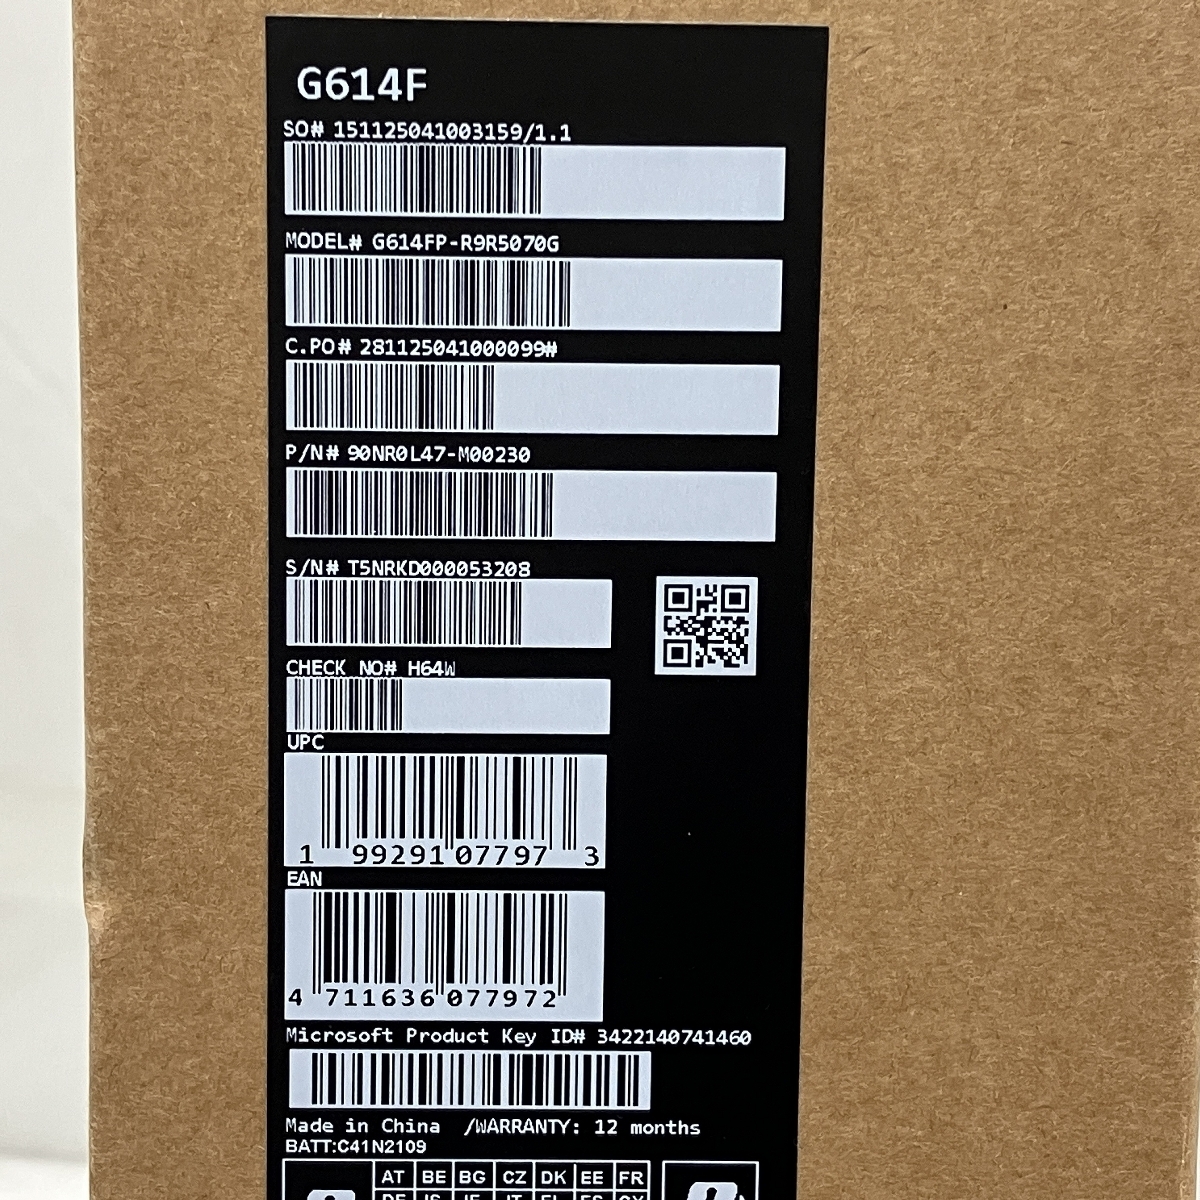 G614F
SO# 151125041003159/1.1
MODEL# G614FP-R9R5070G
C.PO# 281125041000099#
P/N# 90NR0L47-M00230
S/N# T5NRKD000053208
CHECK NO# H64W
UPC
1 99291 07797 3
EAN
4 711636 077972
Microsoft Product Key ID# 3422140741460
Made in China /WARRANTY: 12 months
BATT:C41N2109
AT BE BG CZ DK EE FR